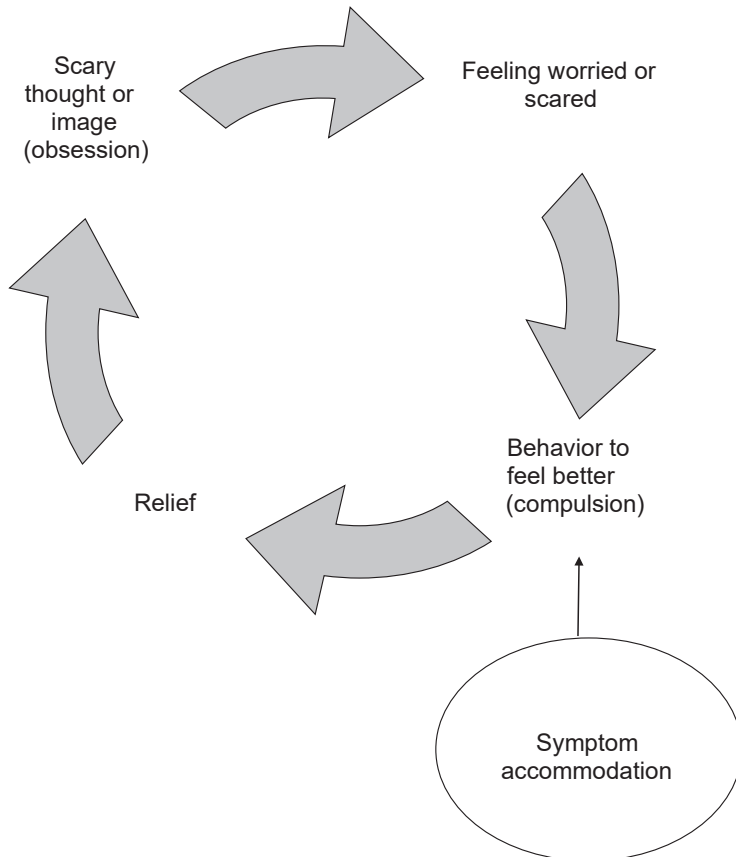 Scary
thought or
image
(obsession)
Feeling worried or
scared
Behavior to
feel better
(compulsion)
Relief
Symptom
accommodation